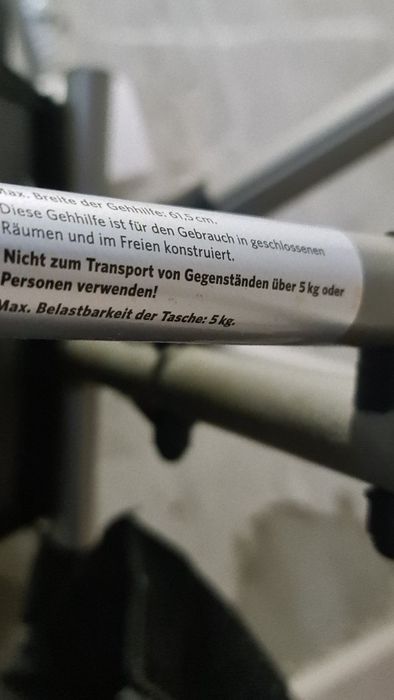 Max. Breite der Gehhilfe: 61,5 cm.
Diese Gehhilfe ist für den Gebrauch in geschlossenen
Räumen und im Freien konstruiert.
Nicht zum Transport von Gegenständen über 5 kg oder
Personen verwenden!
Max. Belastbarkeit der Tasche: 5 kg.